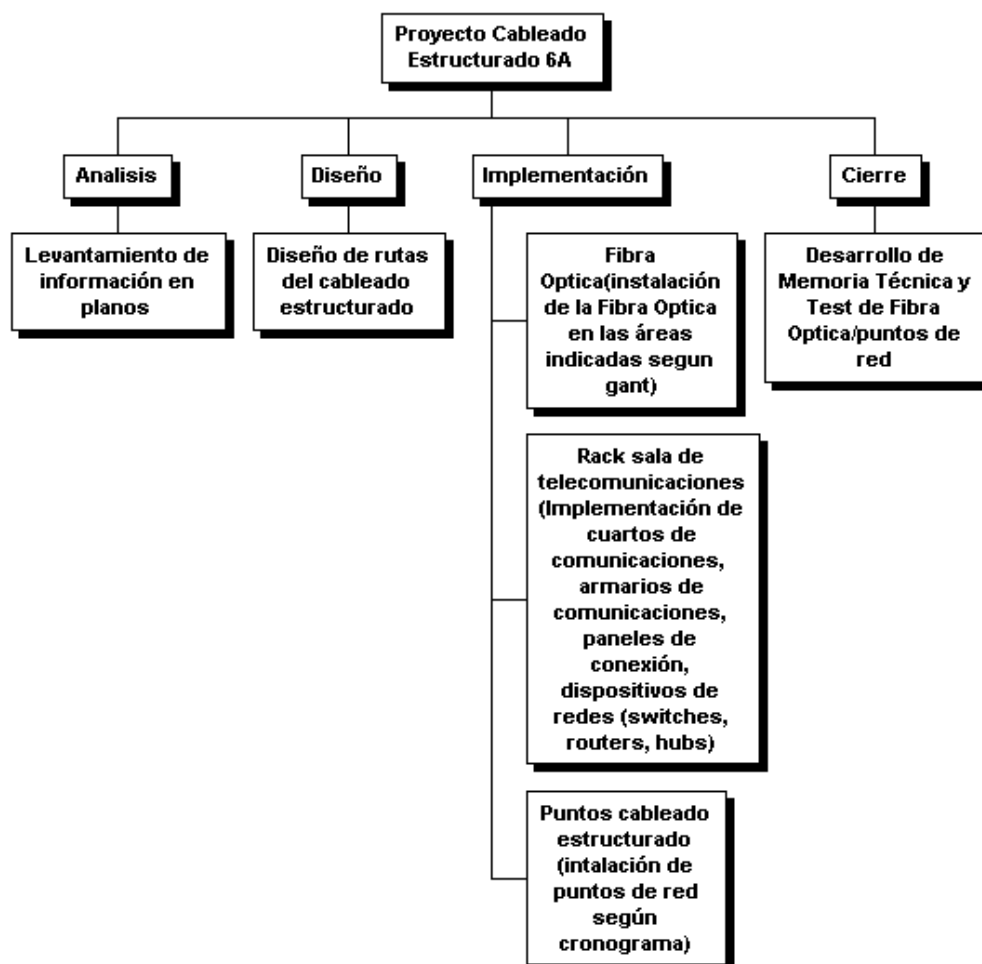 Proyecto Cableado
Estructurado 6A
Analisis
Diseño
Implementación
Cierre
Levantamiento de
información en
planos
Diseño de rutas
del cableado
estructurado
Fibra
Optica(instalación
de la Fibra Optica
en las áreas
indicadas segun
gant)
Rack sala de
telecomunicaciones
(Implementación de
cuartos de
comunicaciones,
armarios de
comunicaciones,
paneles de
conexión,
dispositivos de
redes (switches,
routers, hubs)
Puntos cableado
estructurado
(intalación de
puntos de red
según
cronograma)
Desarrollo de
Memoria Técnica y
Test de Fibra
Optica/puntos de
red